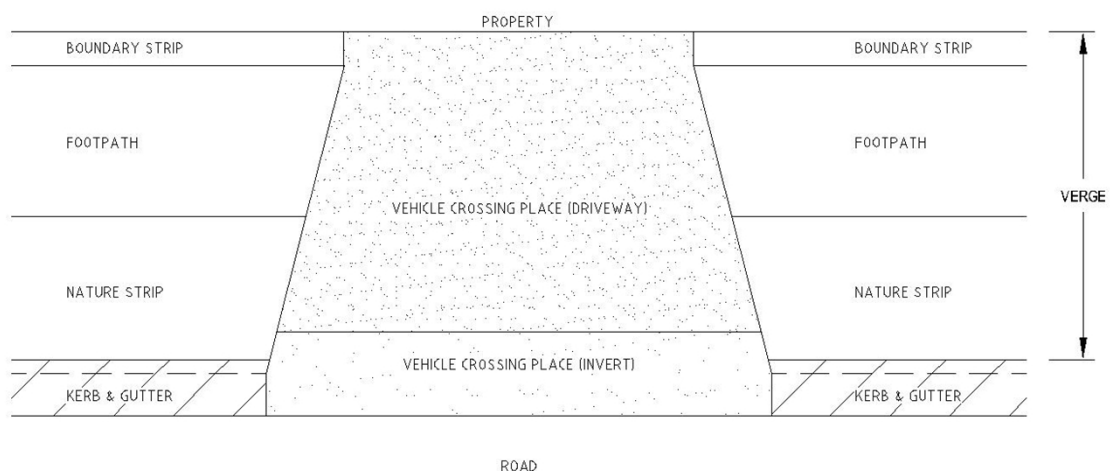 PROPERTY
BOUNDARY STRIP
BOUNDARY STRIP
FOOTPATH
FOOTPATH
VERGE
VEHICLE CROSSING PLACE (DRIVEWAY)
NATURE STRIP
NATURE STRIP
VEHICLE CROSSING PLACE (INVERT)
KERB & GUTTER
KERB & GUTTER
ROAD